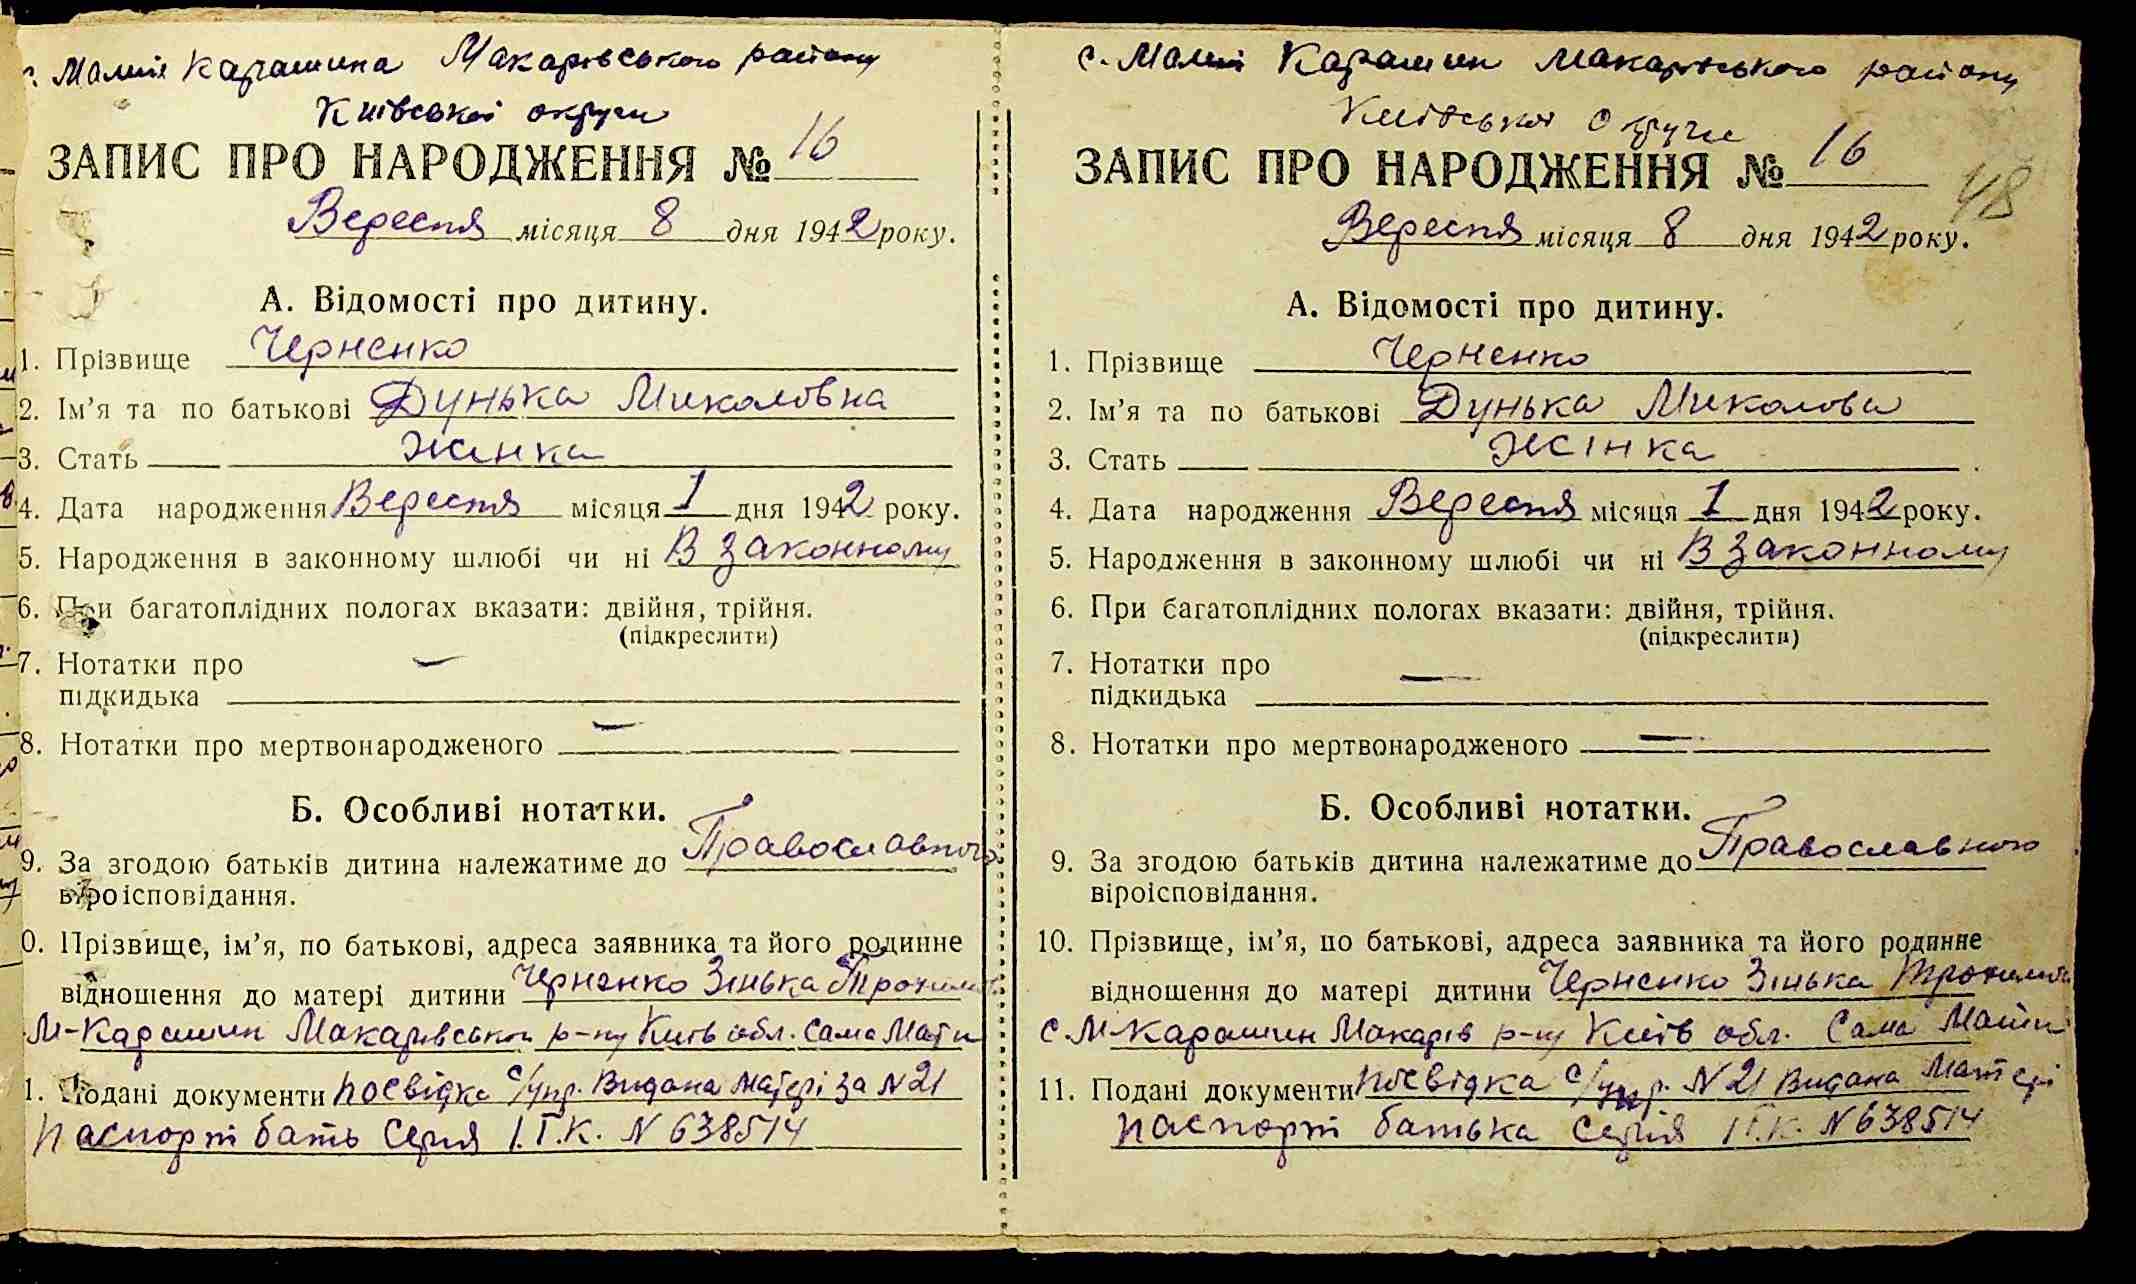 с. Малий Карашина Макарівського району
Київської округи
ЗАПИС ПРО НАРОДЖЕННЯ № 16
Вересня місяця 8 дня 1942 року.
А. Відомості про дитину.
1. Прізвище Черненко
2. Ім’я та по батькові Дунька Миколовна
3. Стать жінка
4. Дата народження Вересня місяця 1 дня 1942 року.
5. Народження в законному шлюбі чи ні В законному
6. При багатоплідних пологах вказати: двійня, трійня.
(підкреслити)
7. Нотатки про —
підкидька
8. Нотатки про мертвонародженого —
Б. Особливі нотатки.
9. За згодою батьків дитина належатиме до Православного
віроісповідання.
0. Прізвище, ім’я, по батькові, адреса заявника та його родинне
відношення до матері дитини Черненко Зінька
М-Карашин Макарівської р-ну Київ обл. Сама Мати
1. Подані документи посвідка с/упр. Видана матері за N 21
паспорт бать Серія І.Г.К. N 638514
с. Малий Карашин Макарівського району
Київської Округи
ЗАПИС ПРО НАРОДЖЕННЯ № 16
48
Вересня місяця 8 дня 1942 року.
А. Відомості про дитину.
1. Прізвище Черненко
2. Ім’я та по батькові Дунька Миколовн
3. Стать жінка
4. Дата народження Вересня місяця 1 дня 1942 року.
5. Народження в законному шлюбі чи ні В законному
6. При багатоплідних пологах вказати: двійня, трійня.
(підкреслити)
7. Нотатки про —
підкидька
8. Нотатки про мертвонародженого —
Б. Особливі нотатки.
9. За згодою батьків дитина належатиме до Православного
віроісповідання.
10. Прізвище, ім’я, по батькові, адреса заявника та його родинне
відношення до матері дитини Черненко Зінька
с. М-Карашин Макарів р-ну Київ обл. Сама Мати
11. Подані документи посвідка с/упр. N 21 Видана Матері
паспорт батька Серія І Г.К. N 638514